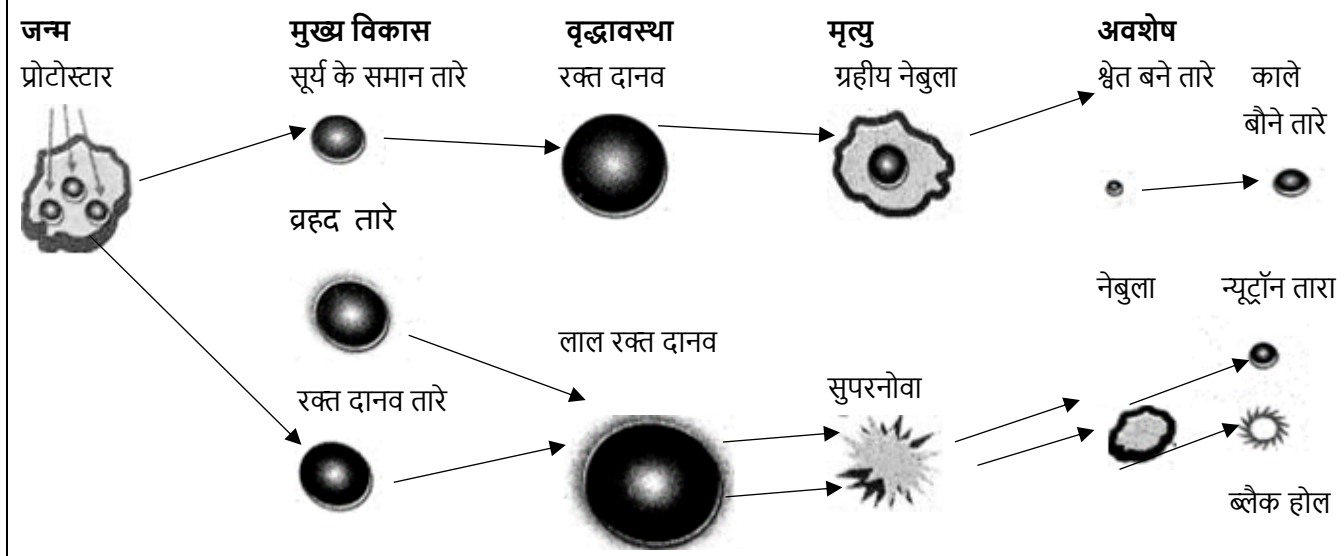 जन्म मुख्य विकास वृद्धावस्था मृत्यु अवशेष
प्रोटोस्टार सूर्य के समान तारे रक्त दानव ग्रहीय नेबुला श्वेत बने तारे काले
बौने तारे
व्रहद तारे
नेबुला न्यूट्रॉन तारा
लाल रक्त दानव
सुपरनोवा
रक्त दानव तारे
ब्लैक होल